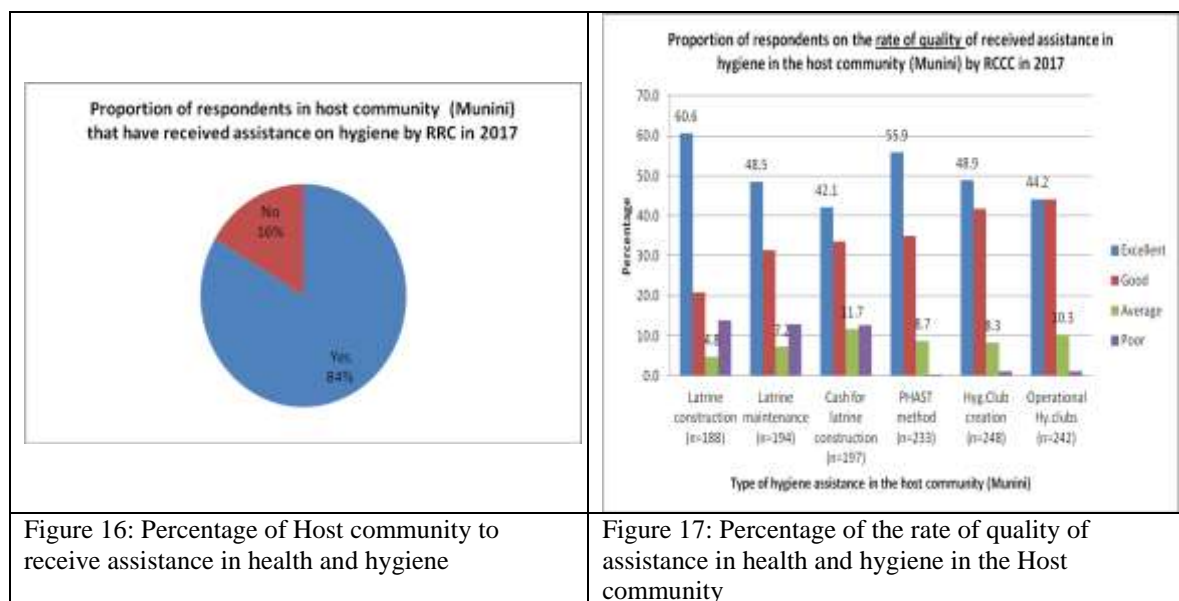 Proportion of respondents in host community (Munini)
that have received assistance on hygiene by RRC in 2017
No
16%
Yes
84%
Figure 16: Percentage of Host community to
receive assistance in health and hygiene
Proportion of respondents on the rate of quality of received assistance in
hygiene in the host community (Munini) by RCCC in 2017
Percentage
70.0
60.0
50.0
40.0
30.0
20.0
10.0
0.0
60.6
4.8
48.5
7.2
42.1
11.7
55.9
8.7
48.9
8.3
44.2
10.3
Excellent
Good
Average
Poor
Latrine
construction
(n=188)
Latrine
maintenance
(n=194)
Cash for
latrine
construction
(n=197)
PHAST
method
(n=233)
Hyg.Club
creation
(n=248)
Operational
Hy.clubs
(n=242)
Type of hygiene assistance in the host community (Munini)
Figure 17: Percentage of the rate of quality of
assistance in health and hygiene in the Host
community